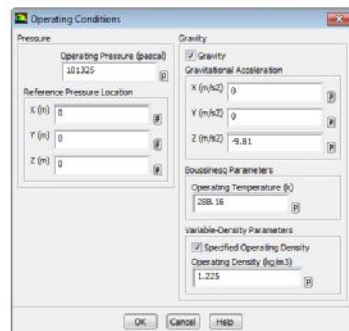 Operating Conditions
Pressure
Operating Pressure (pascal)
101325
Reference Pressure Location
X (m) 0
Y (m) 0
Z (m) 0
Gravity
Gravity
Gravitational Acceleration
X (m/s2) 0
Y (m/s2) 0
Z (m/s2) -9.81
Boussinesq Parameters
Operating Temperature (k)
288.16
Variable-Density Parameters
Specified Operating Density
Operating Density (kg/m3)
1.225
OK Cancel Help